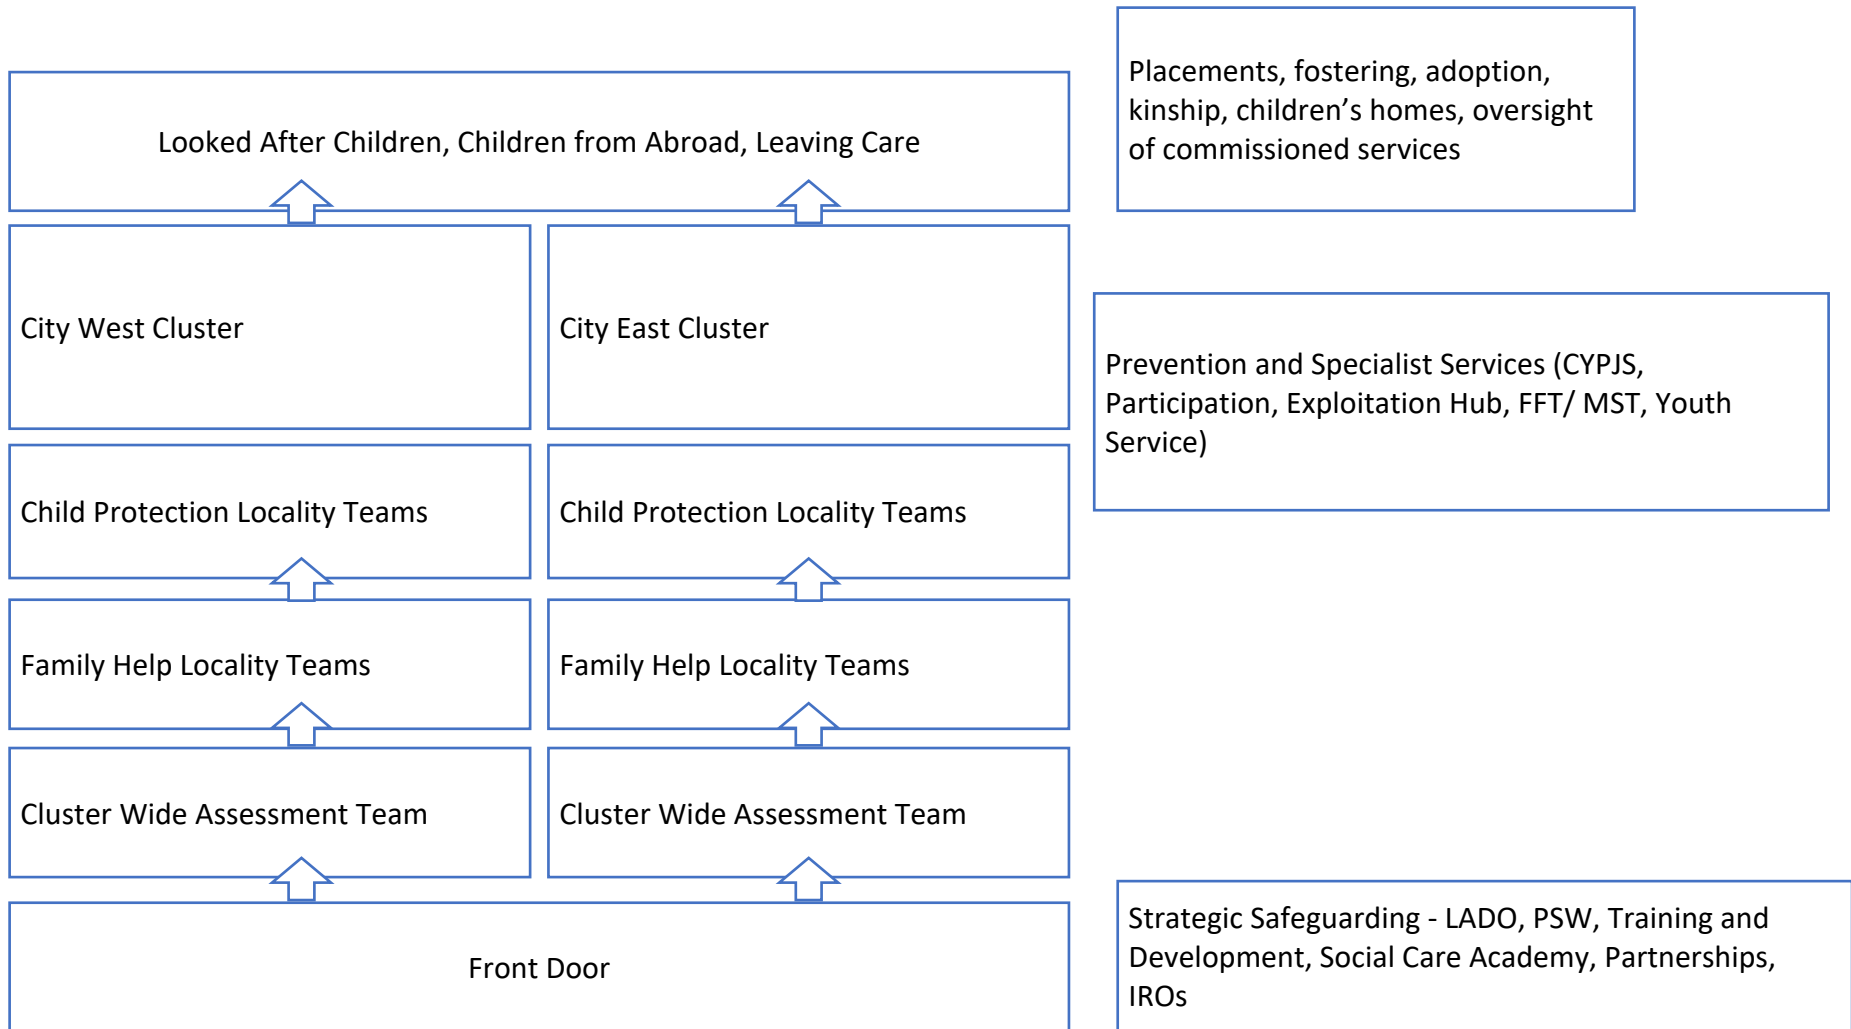 Placements, fostering, adoption,
kinship, children’s homes, oversight
of commissioned services
Looked After Children, Children from Abroad, Leaving Care
City West Cluster
City East Cluster
Prevention and Specialist Services (CYPJS,
Participation, Exploitation Hub, FFT/ MST, Youth
Service)
Child Protection Locality Teams
Child Protection Locality Teams
Family Help Locality Teams
Family Help Locality Teams
Cluster Wide Assessment Team
Cluster Wide Assessment Team
Front Door
Strategic Safeguarding - LADO, PSW, Training and
Development, Social Care Academy, Partnerships,
IROs